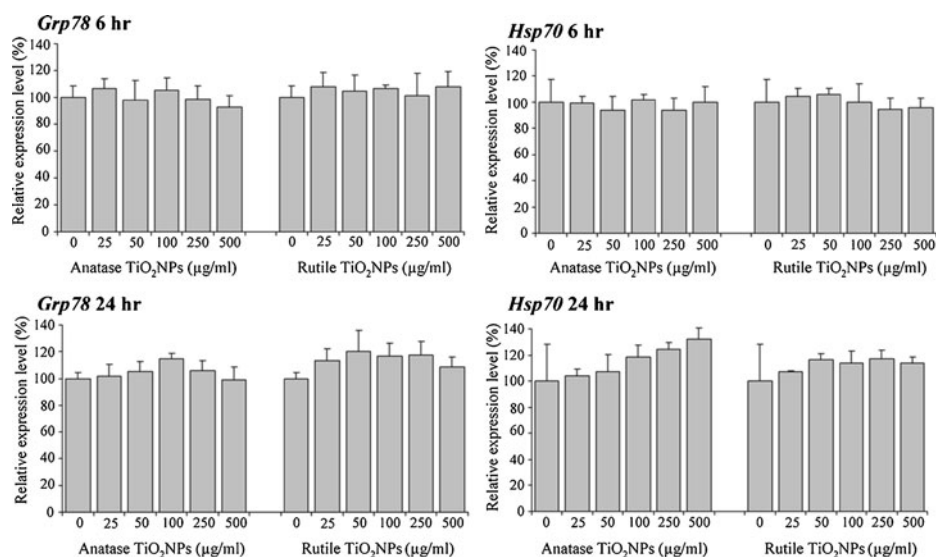 Grp78 6 hr
Relative expression level (%)
140
120
100
80
60
40
20
0
0 25 50 100 250 500 0 25 50 100 250 500
Anatase TiO₂NPs (µg/ml) Rutile TiO₂NPs (µg/ml)
Hsp70 6 hr
Relative expression level (%)
140
120
100
80
60
40
20
0
0 25 50 100 250 500 0 25 50 100 250 500
Anatase TiO₂NPs (µg/ml) Rutile TiO₂NPs (µg/ml)
Grp78 24 hr
Relative expression level (%)
140
120
100
80
60
40
20
0
0 25 50 100 250 500 0 25 50 100 250 500
Anatase TiO₂NPs (µg/ml) Rutile TiO₂NPs (µg/ml)
Hsp70 24 hr
Relative expression level (%)
140
120
100
80
60
40
20
0
0 25 50 100 250 500 0 25 50 100 250 500
Anatase TiO₂NPs (µg/ml) Rutile TiO₂NPs (µg/ml)